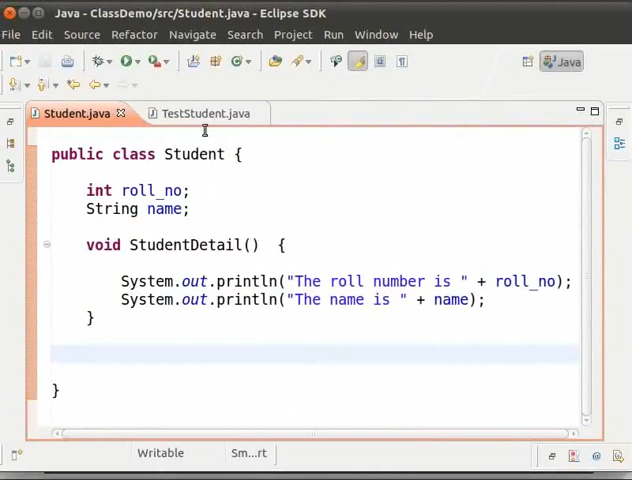 Java - ClassDemo/src/Student.java - Eclipse SDK
File Edit Source Refactor Navigate Search Project Run Window Help
Java
Student.java TestStudent.java
public class Student {
int roll_no;
String name;
void StudentDetail() {
System.out.println("The roll number is " + roll_no);
System.out.println("The name is " + name);
}
}
Writable Sm...rt